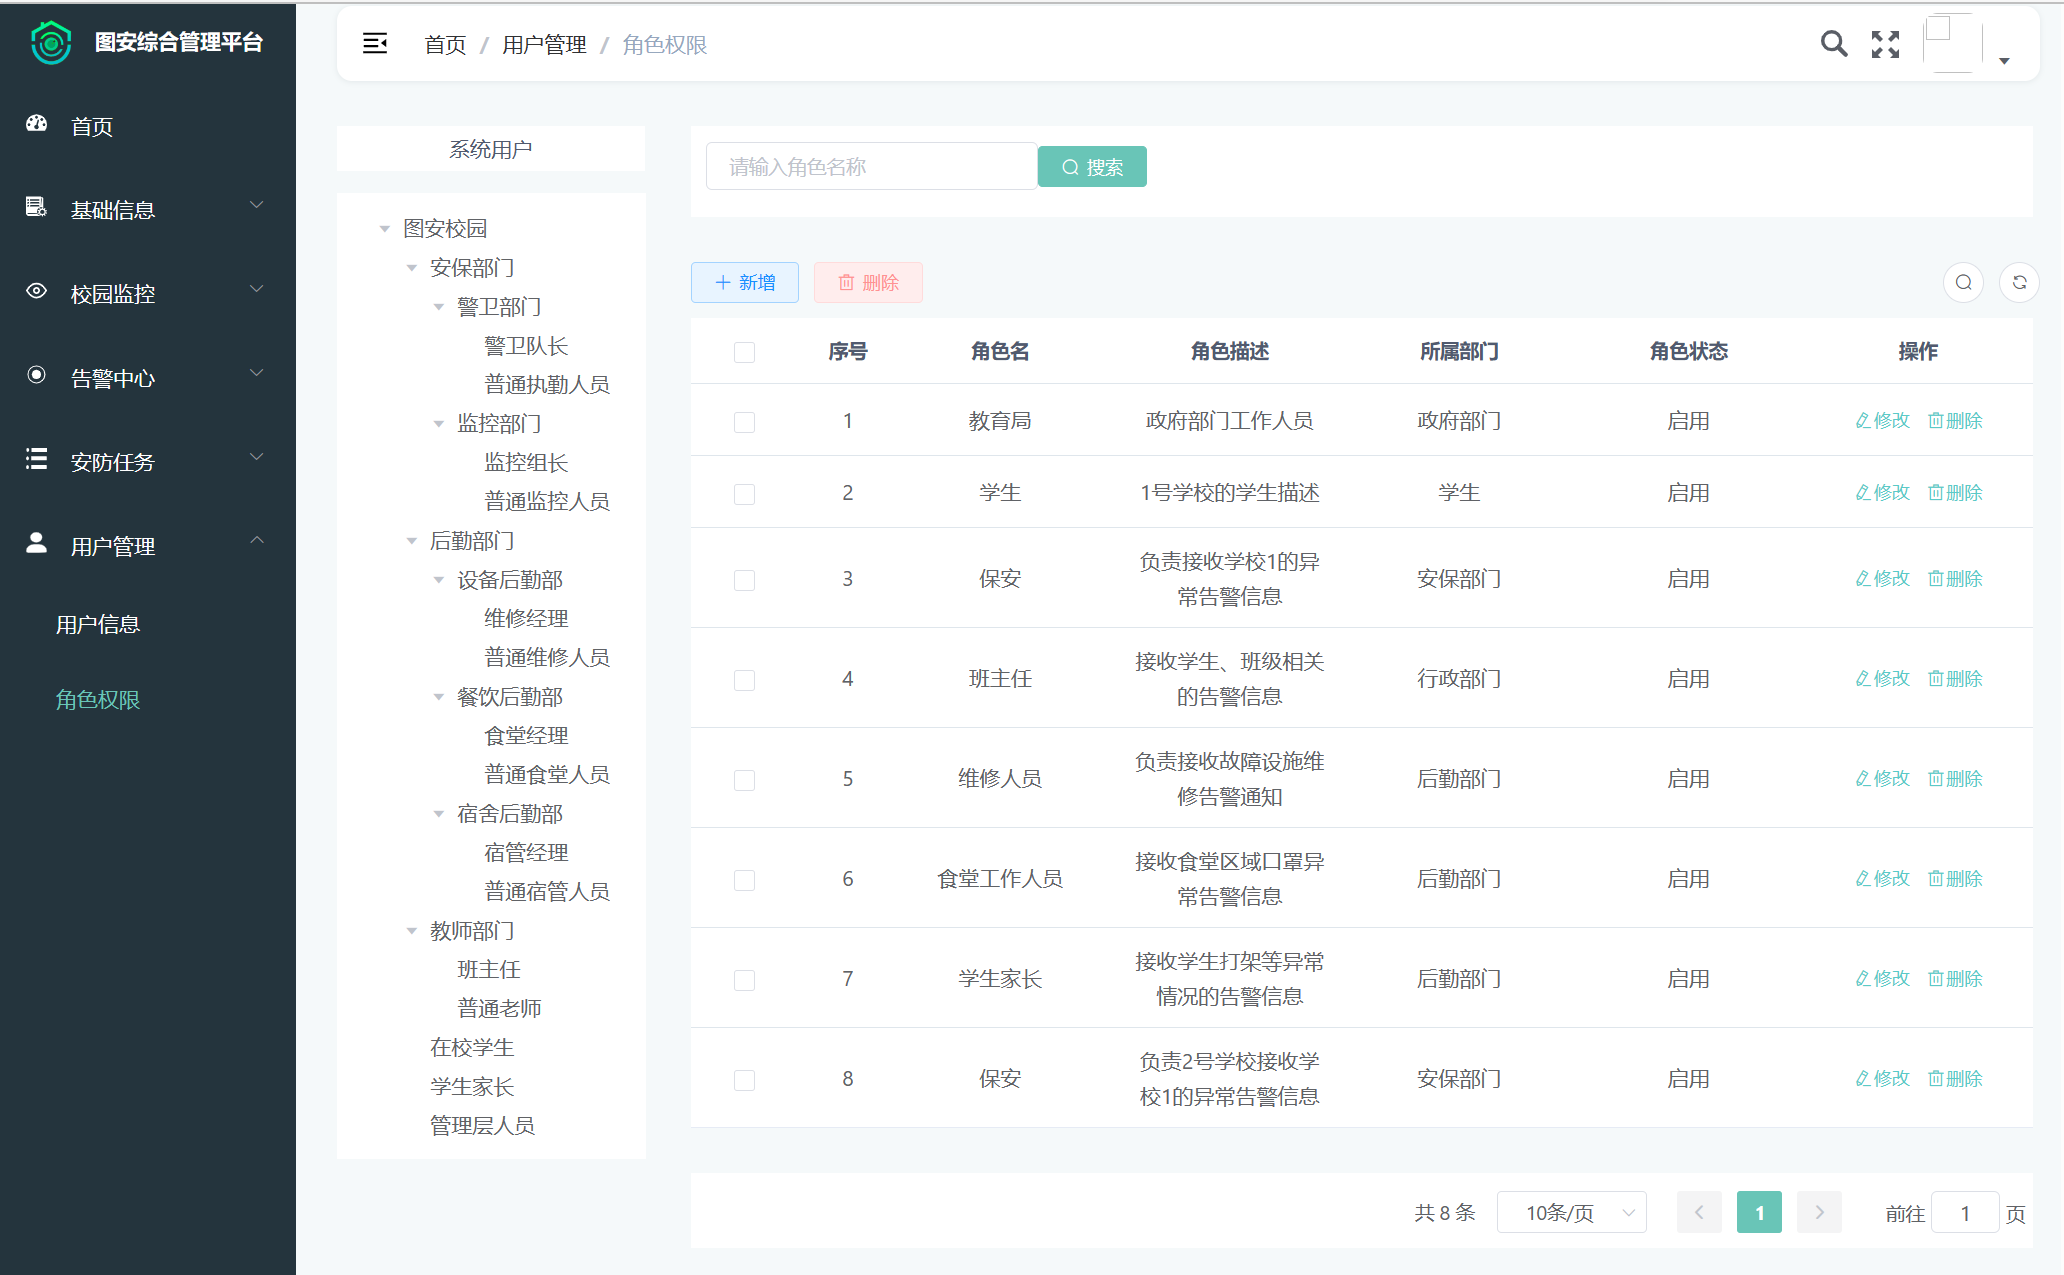 图安综合管理平台
首页
基础信息
校园监控
告警中心
安防任务
用户管理
用户信息
角色权限
首页 / 用户管理 / 角色权限
系统用户
图安校园
安保部门
警卫部门
警卫队长
普通执勤人员
监控部门
监控组长
普通监控人员
后勤部门
设备后勤部
维修经理
普通维修人员
餐饮后勤部
食堂经理
普通食堂人员
宿舍后勤部
宿管经理
普通宿管人员
教师部门
班主任
普通老师
在校学生
学生家长
管理层人员
请输入角色名称 搜索
新增 删除
序号 角色名 角色描述 所属部门 角色状态 操作
1 教育局 政府部门工作人员 政府部门 启用 修改 删除
2 学生 1号学校的学生描述 学生 启用 修改 删除
3 保安 负责接收学校1的异 安保部门 启用 修改 删除
常告警信息
4 班主任 接收学生、班级相关 行政部门 启用 修改 删除
的告警信息
5 维修人员 负责接收故障设施维 后勤部门 启用 修改 删除
修告警通知
6 食堂工作人员 接收食堂区域口罩异 后勤部门 启用 修改 删除
常告警信息
7 学生家长 接收学生打架等异常 后勤部门 启用 修改 删除
情况的告警信息
8 保安 负责2号学校接收学 安保部门 启用 修改 删除
校1的异常告警信息
共 8 条 10条/页 1 前往 1 页